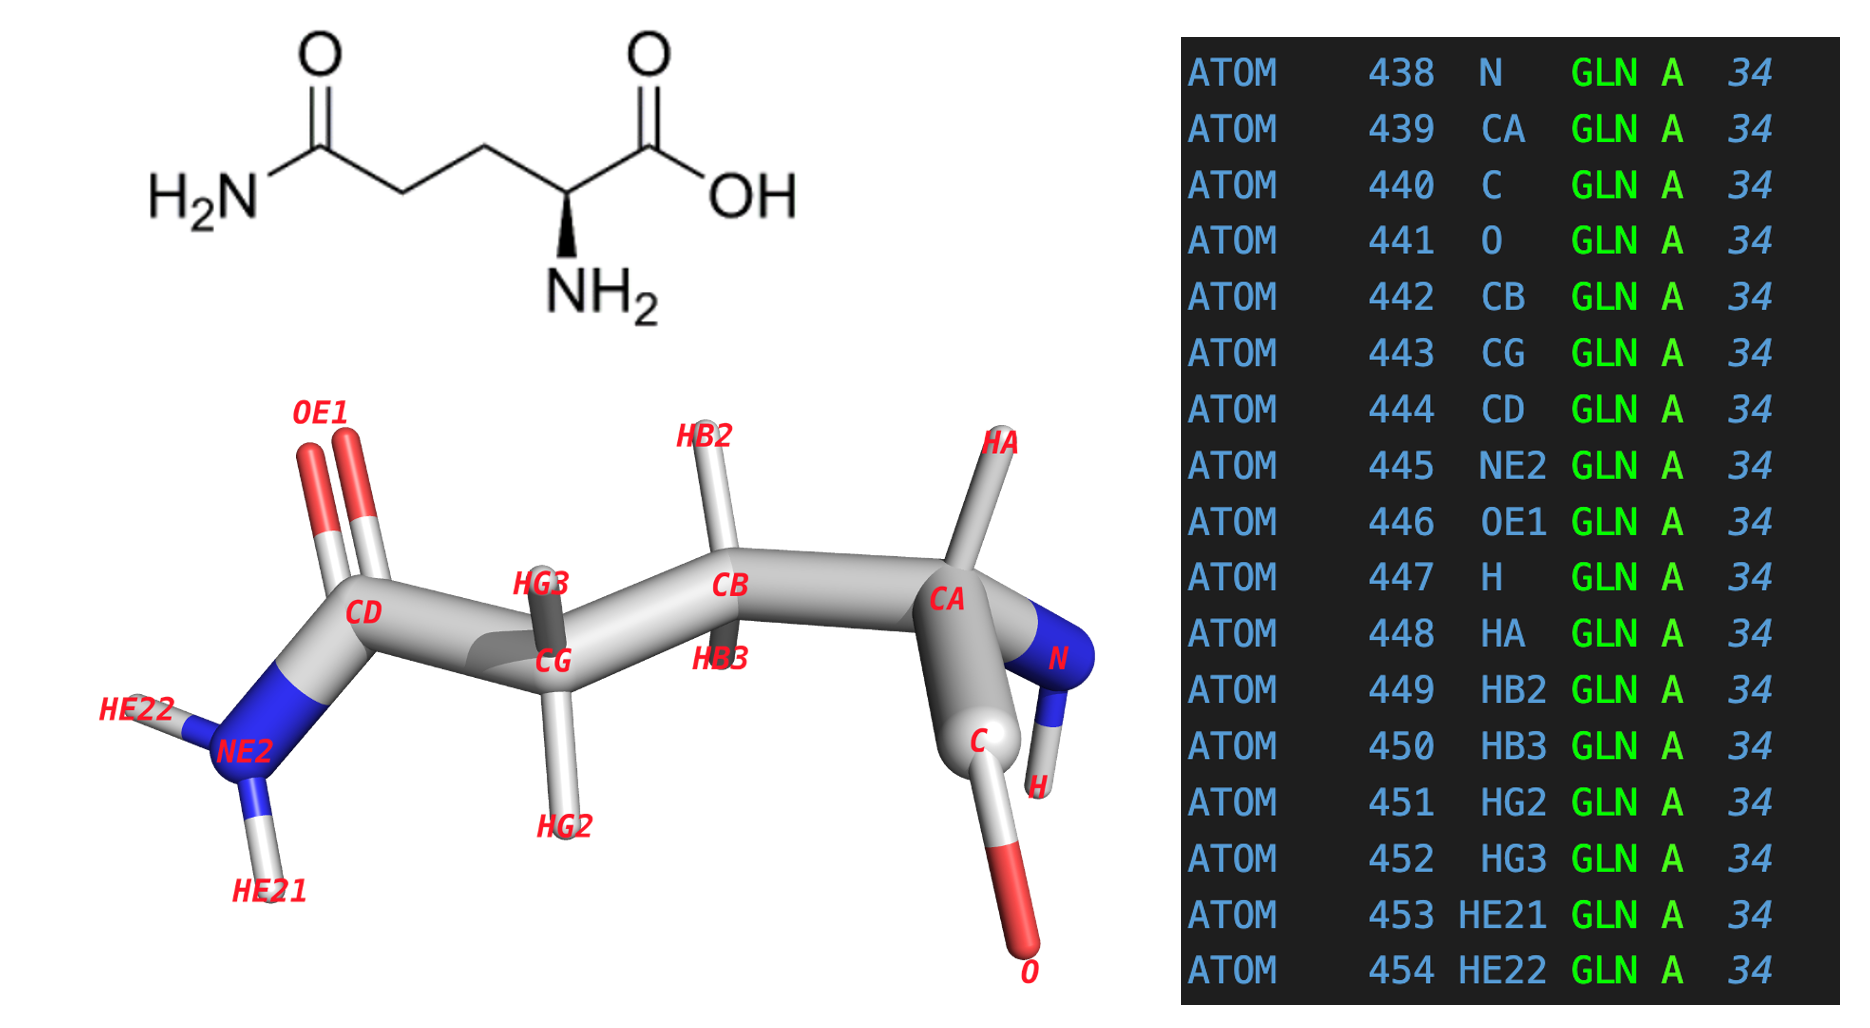 O O
H2N OH
NH2
OE1 HB2 HA
HG3 CB CA
CD
CG HB3 N
HE22
NE2 C
H
HG2
HE21
O
ATOM 438 N GLN A 34
ATOM 439 CA GLN A 34
ATOM 440 C GLN A 34
ATOM 441 O GLN A 34
ATOM 442 CB GLN A 34
ATOM 443 CG GLN A 34
ATOM 444 CD GLN A 34
ATOM 445 NE2 GLN A 34
ATOM 446 OE1 GLN A 34
ATOM 447 H GLN A 34
ATOM 448 HA GLN A 34
ATOM 449 HB2 GLN A 34
ATOM 450 HB3 GLN A 34
ATOM 451 HG2 GLN A 34
ATOM 452 HG3 GLN A 34
ATOM 453 HE21 GLN A 34
ATOM 454 HE22 GLN A 34